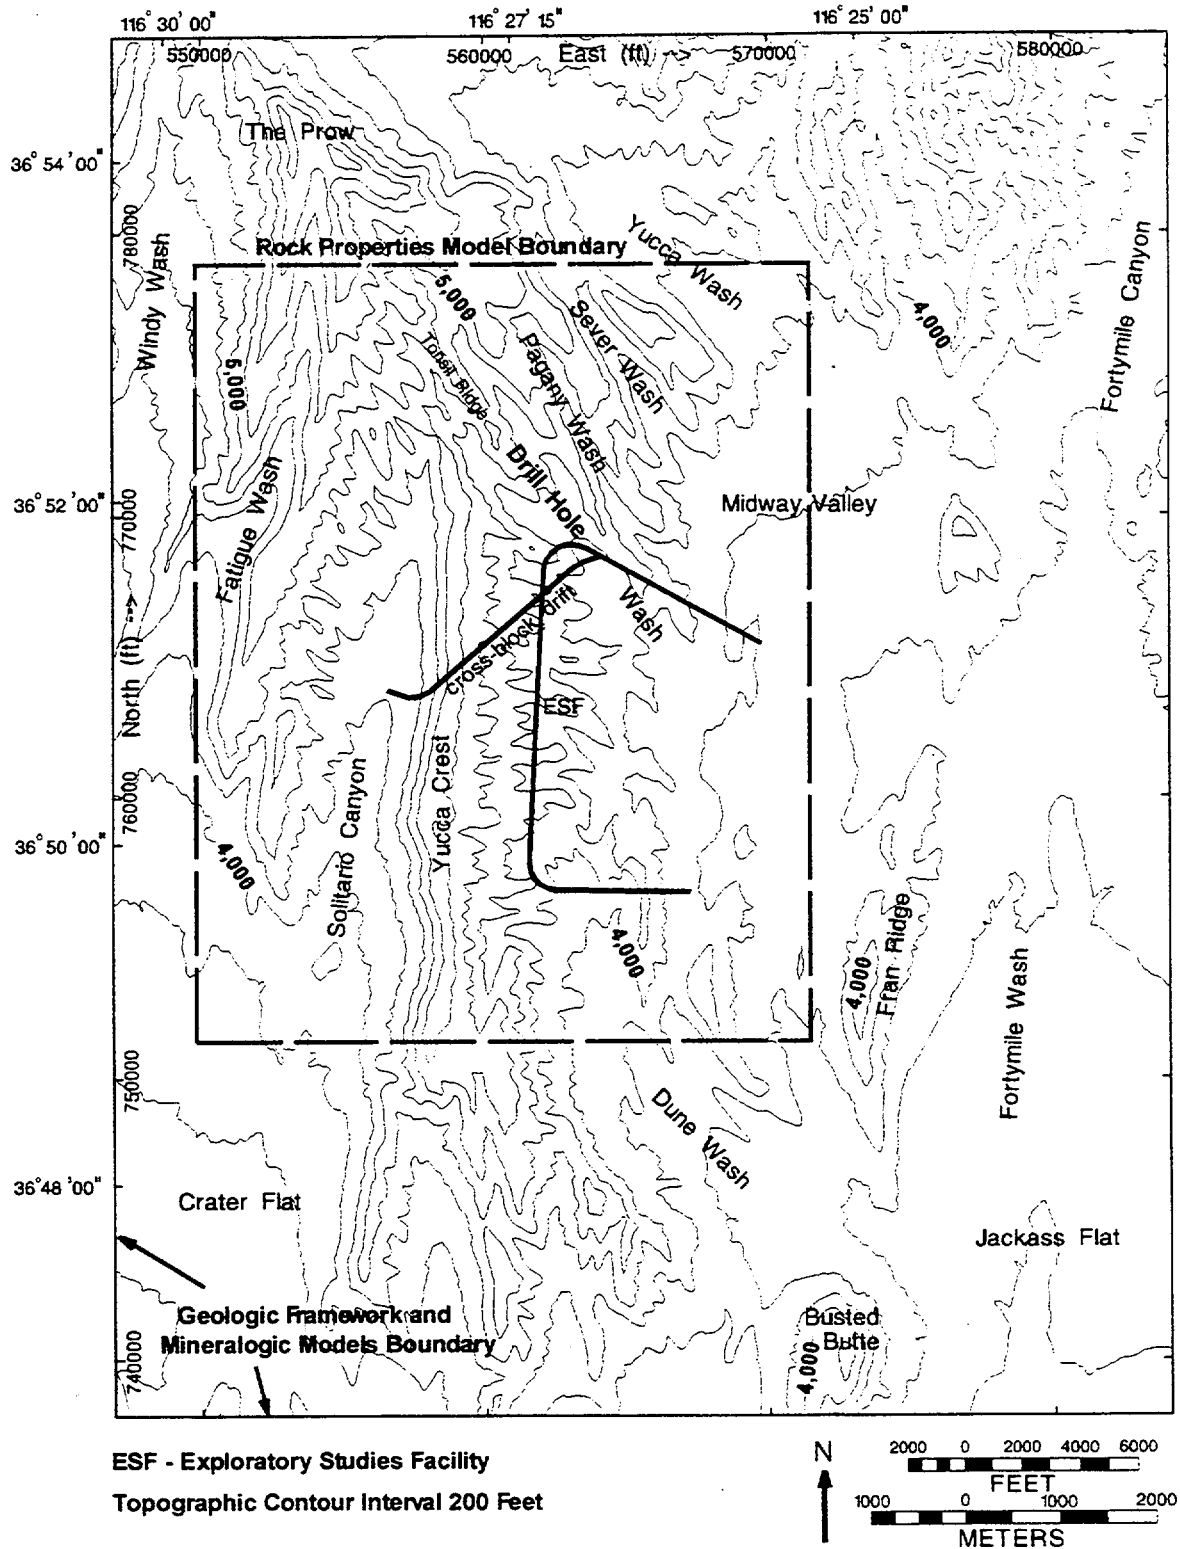 116° 30' 00"
116° 27' 15"
116° 25' 00"
550000
560000
East (ft) -->
570000
580000
The Prow
36° 54' 00"
780000
Windy Wash
Rock Properties Model Boundary
Yucca Wash
Fortymile Canyon
5,000
4,000
Sever Wash
Pagany Wash
Tonsil Ridge
5,000
Drill Hole
Wash
Fatigue Wash
36° 52' 00"
770000
Midway Valley
North (ft) -->
cross-block drift
ESF
Yucca Crest
Solitario Canyon
760000
36° 50' 00"
4,000
4,000
4,000
Fran Ridge
Fortymile Wash
750000
Dune Wash
36° 48' 00"
Crater Flat
Jackass Flat
Geologic Framework and
Mineralogic Models Boundary
Busted
Butte
4,000
740000
ESF - Exploratory Studies Facility
Topographic Contour Interval 200 Feet
N
2000 0 2000 4000 6000
FEET
1000 0 1000 2000
METERS